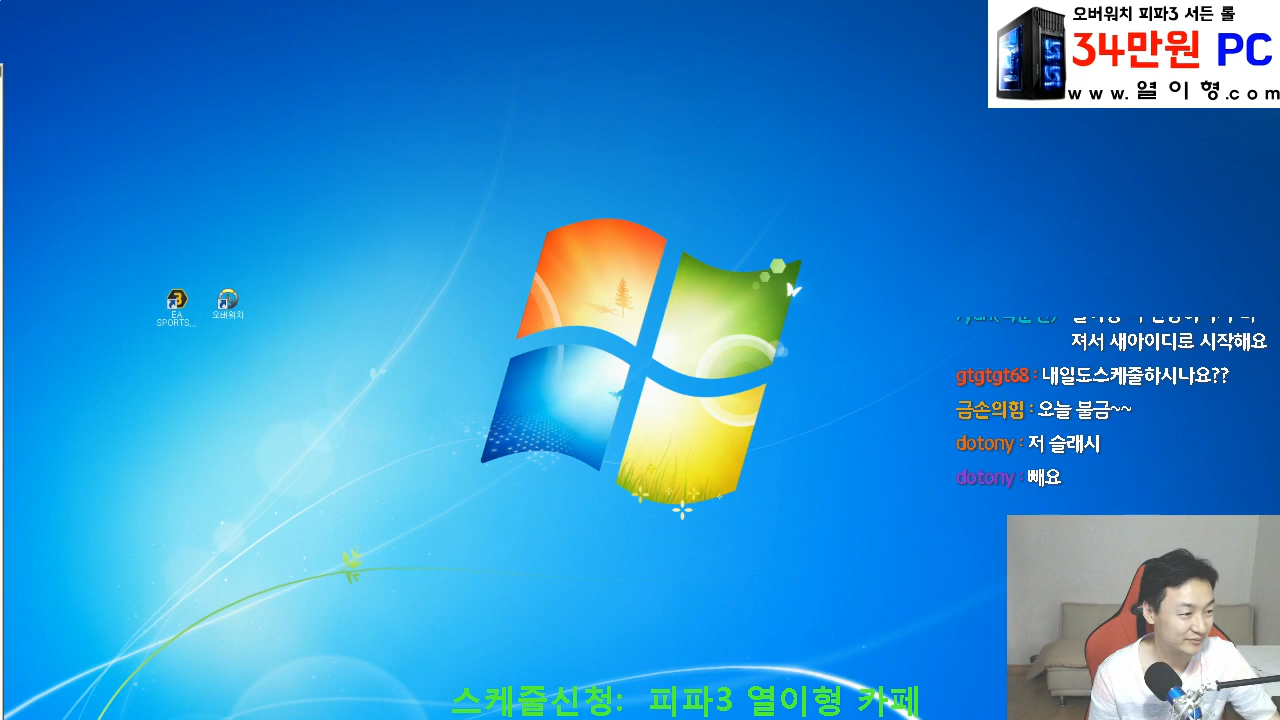 오버워치 피파3 서든 롤
34만원 PC
www.열이형.com
EA
SPORTS...
오버워치
져서 새아이디로 시작해요
gtgtgt68 : 내일도스케줄하시나요??
금손의힘 : 오늘 불금~~
dotony : 저 슬래시
dotony : 빼요
스케줄신청: 피파3 열이형 카페